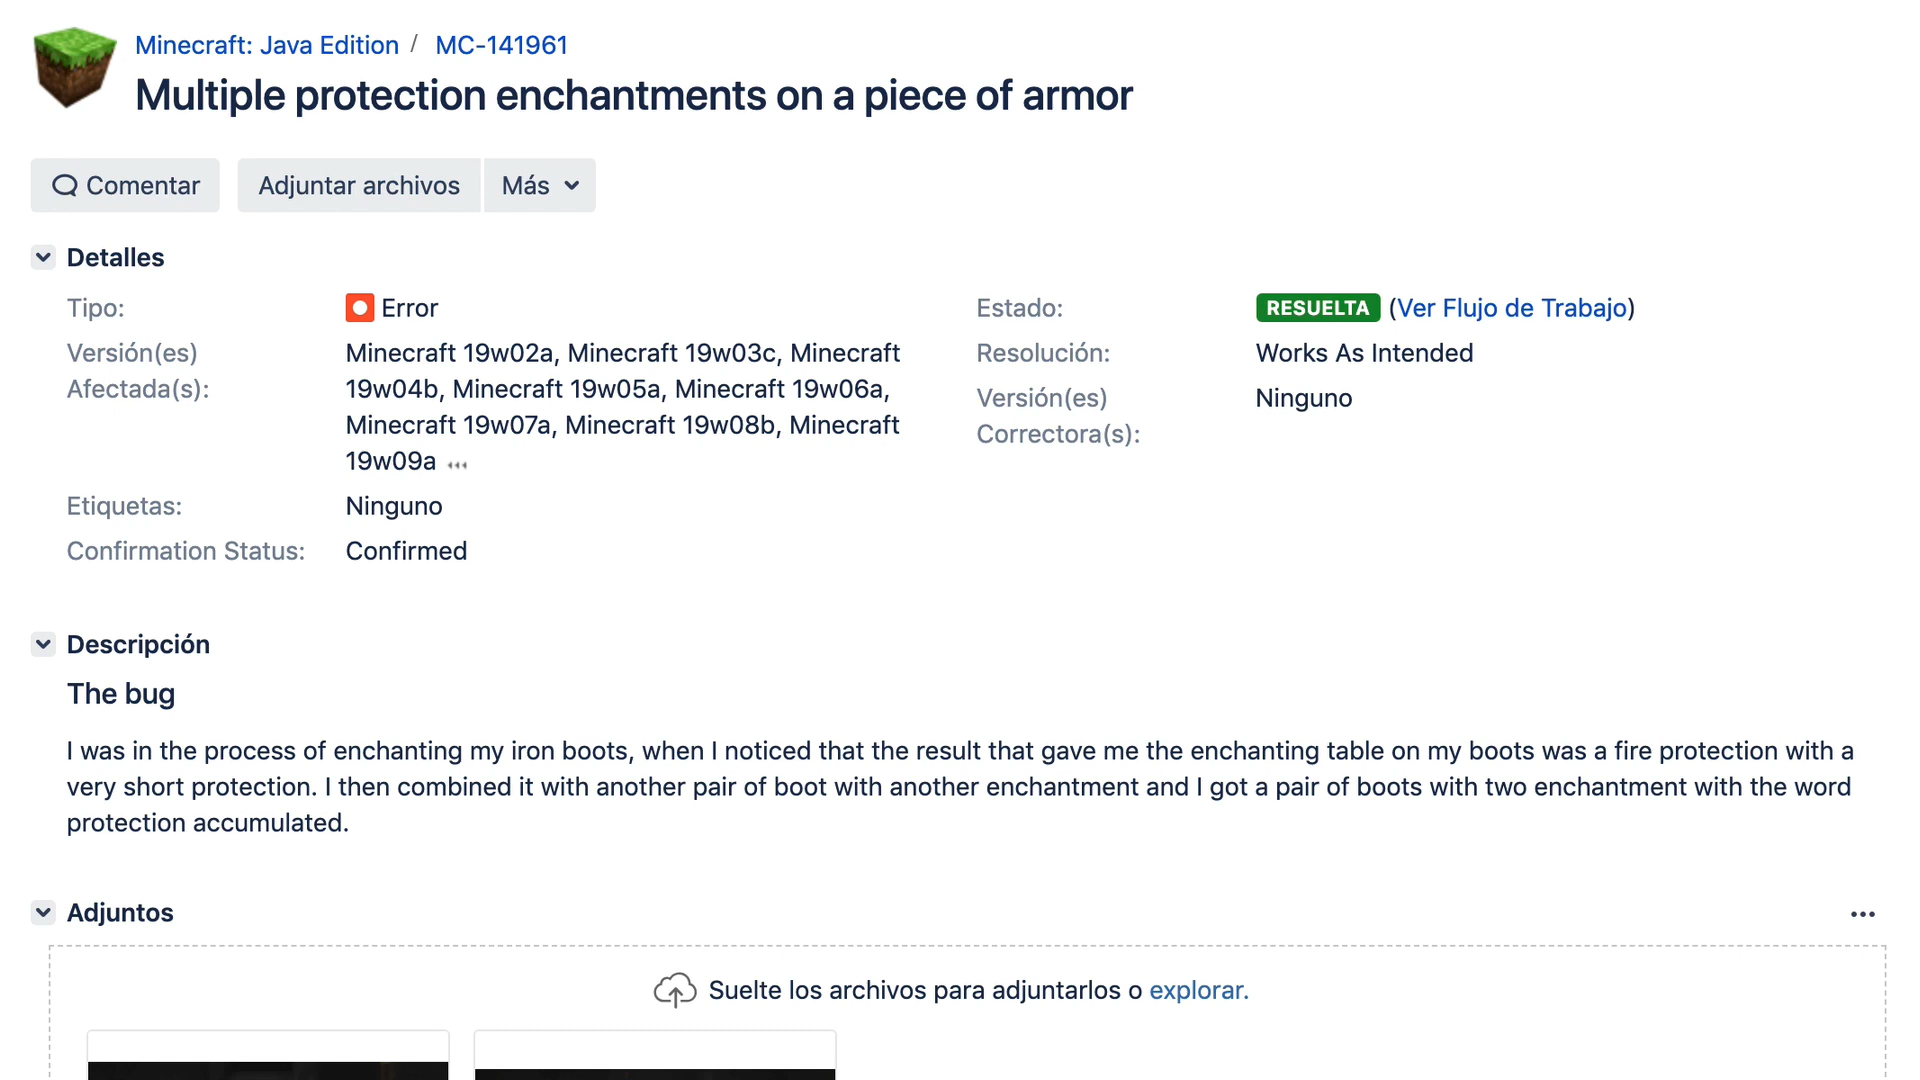 Minecraft: Java Edition / MC-141961
Multiple protection enchantments on a piece of armor
Comentar Adjuntar archivos Más
Detalles
Tipo: Error
Versión(es) Afectada(s): Minecraft 19w02a, Minecraft 19w03c, Minecraft
19w04b, Minecraft 19w05a, Minecraft 19w06a,
Minecraft 19w07a, Minecraft 19w08b, Minecraft
19w09a
Etiquetas: Ninguno
Confirmation Status: Confirmed
Estado: RESUELTA (Ver Flujo de Trabajo)
Resolución: Works As Intended
Versión(es) Correctora(s): Ninguno
Descripción
The bug
I was in the process of enchanting my iron boots, when I noticed that the result that gave me the enchanting table on my boots was a fire protection with a
very short protection. I then combined it with another pair of boot with another enchantment and I got a pair of boots with two enchantment with the word
protection accumulated.
Adjuntos
Suelte los archivos para adjuntarlos o explorar.